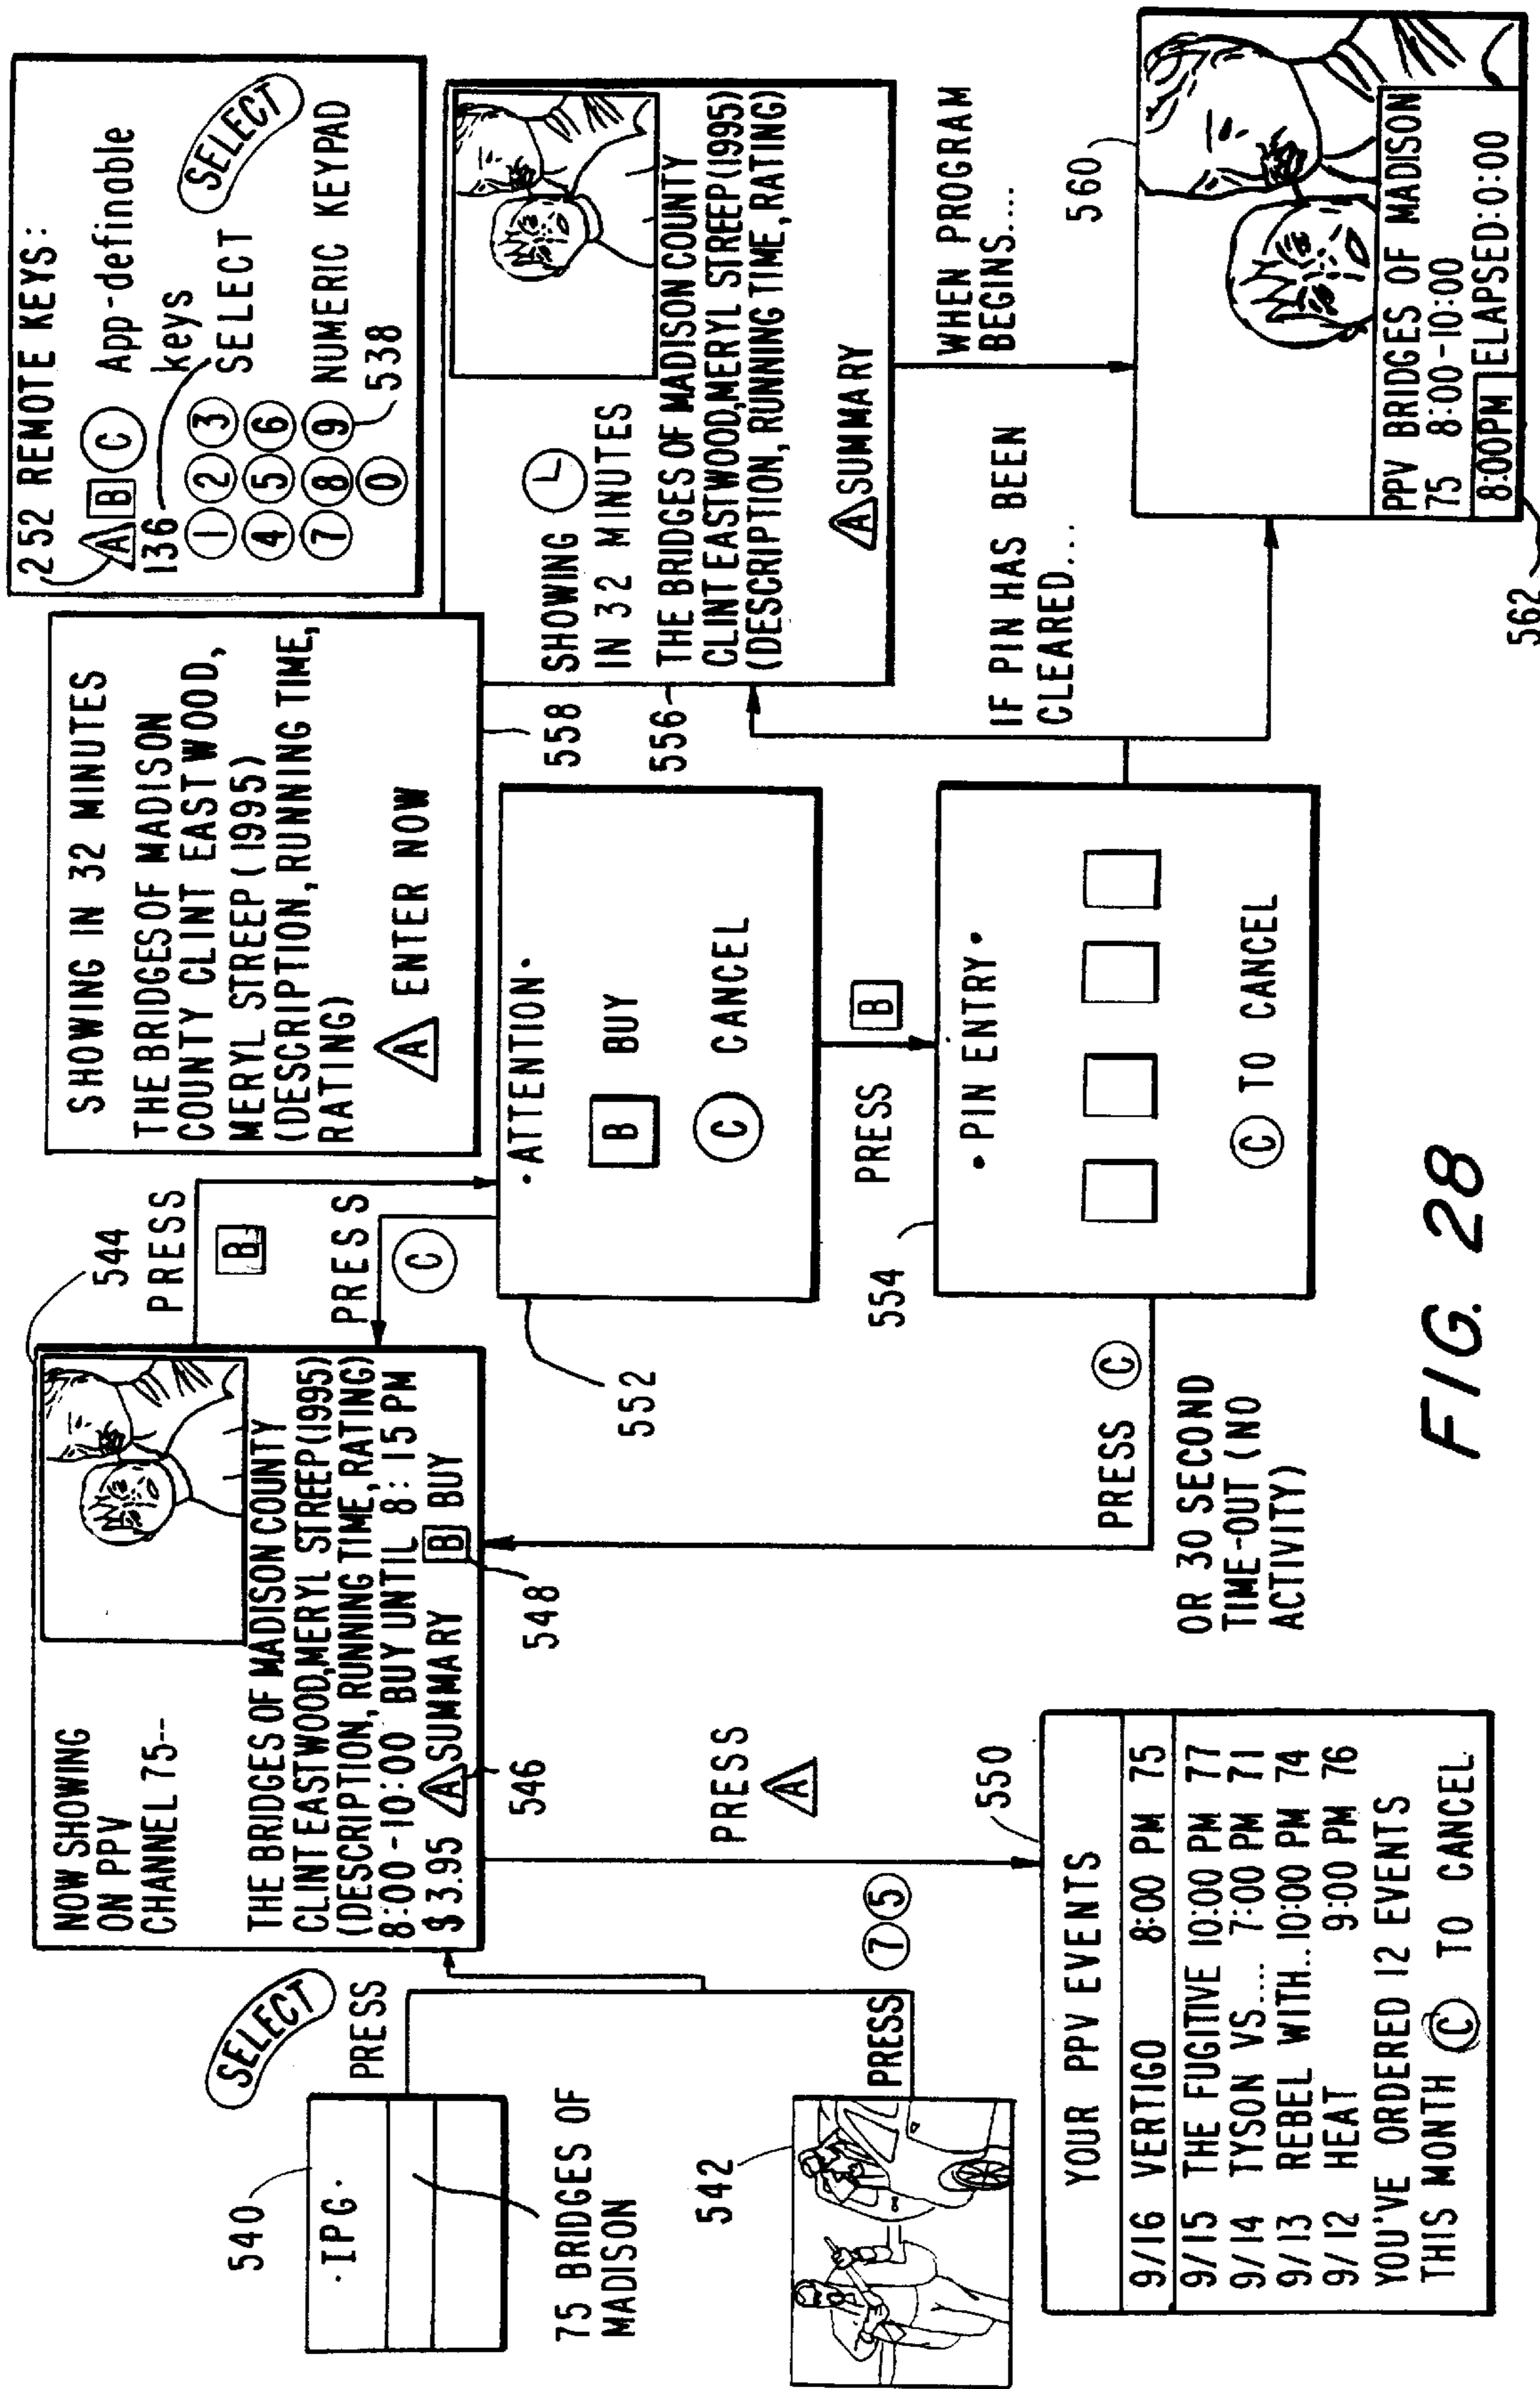 540
·IPG·
75 BRIDGES OF
MADISON
SELECT
PRESS
542
PRESS
7 5
NOW SHOWING
ON PPV
CHANNEL 75--
THE BRIDGES OF MADISON COUNTY
CLINT EASTWOOD,MERYL STREEP(1995)
(DESCRIPTION, RUNNING TIME, RATING)
8:00-10:00 BUY UNTIL 8:15 PM
$3.95 A SUMMARY B BUY
544
546
548
PRESS
A
550
YOUR PPV EVENTS
9/16 VERTIGO 8:00 PM 75
9/15 THE FUGITIVE 10:00 PM 77
9/14 TYSON VS.... 7:00 PM 71
9/13 REBEL WITH..10:00 PM 74
9/12 HEAT 9:00 PM 76
YOU'VE ORDERED 12 EVENTS
THIS MONTH C TO CANCEL
PRESS
B
PRESS
C
552
·ATTENTION·
B BUY
C CANCEL
PRESS B
554
·PIN ENTRY·
C TO CANCEL
PRESS C
OR 30 SECOND
TIME-OUT (NO
ACTIVITY)
SHOWING IN 32 MINUTES
THE BRIDGES OF MADISON
COUNTY CLINT EASTWOOD,
MERYL STREEP (1995)
(DESCRIPTION, RUNNING TIME,
RATING)
A ENTER NOW
558
556
252 REMOTE KEYS:
A B C App-definable
keys
136
1 2 3 SELECT SELECT
4 5 6
7 8 9 NUMERIC KEYPAD
0 538
SHOWING
IN 32 MINUTES
THE BRIDGES OF MADISON COUNTY
CLINT EASTWOOD,MERYL STREEP(1995)
(DESCRIPTION, RUNNING TIME, RATING)
A SUMMARY
IF PIN HAS BEEN
CLEARED...
WHEN PROGRAM
BEGINS....
560
PPV BRIDGES OF MADISON
75 8:00-10:00
8:00PM ELAPSED:0:00
562
FIG. 28